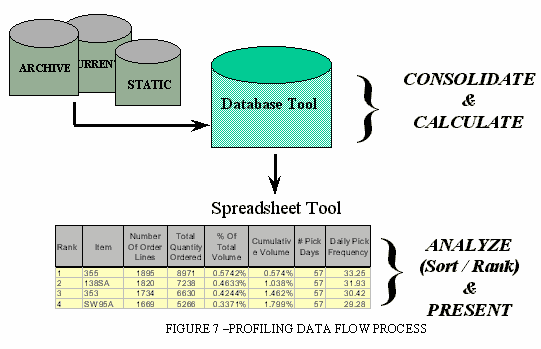 ARCHIVE
CURRENT
STATIC
Database Tool
CONSOLIDATE
&
CALCULATE
Spreadsheet Tool
Rank Item Number Of Order Lines Total Quantity Ordered % Of Total Volume Cumulativ e Volume # Pick Days Daily Pick Frequency
1 355 1895 8971 0.5742% 0.574% 57 33.25
2 138SA 1820 7238 0.4633% 1.038% 57 31.93
3 353 1734 6630 0.4244% 1.462% 57 30.42
4 SW95A 1669 5266 0.3371% 1.799% 57 29.28
ANALYZE
(Sort / Rank)
&
PRESENT
FIGURE 7 –PROFILING DATA FLOW PROCESS